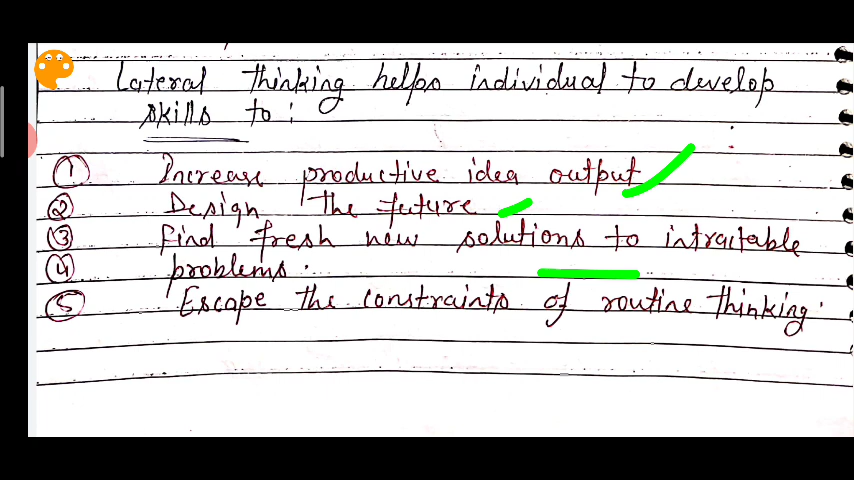 Lateral thinking helps individual to develop
skills to :
① Increase productive idea output
② Design the future
③ Find fresh new solutions to intractable
④ problems.
⑤ Escape the constraints of routine thinking.